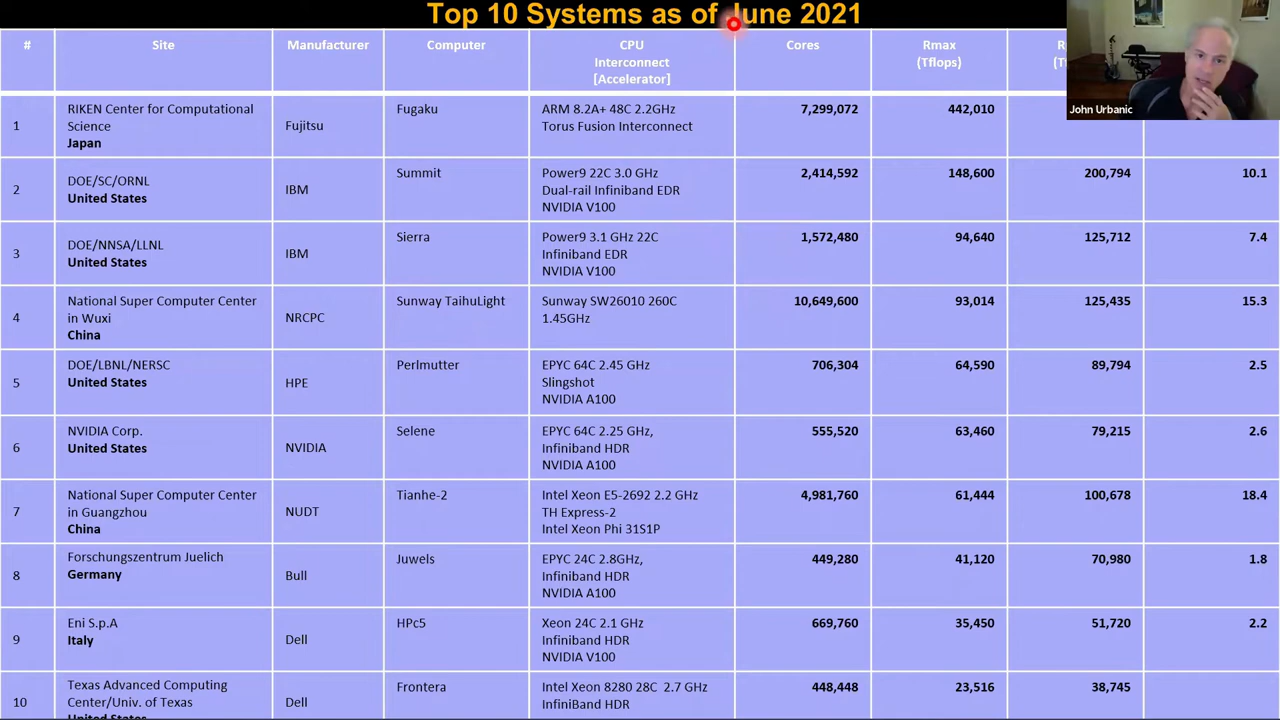 Top 10 Systems as of June 2021
# Site Manufacturer Computer CPU Cores Rmax
Interconnect (Tflops)
[Accelerator]
John Urbanic
1 RIKEN Center for Computational Science Japan Fujitsu Fugaku ARM 8.2A+ 48C 2.2GHz Torus Fusion Interconnect 7,299,072 442,010
2 DOE/SC/ORNL United States IBM Summit Power9 22C 3.0 GHz Dual-rail Infiniband EDR NVIDIA V100 2,414,592 148,600 200,794 10.1
3 DOE/NNSA/LLNL United States IBM Sierra Power9 3.1 GHz 22C Infiniband EDR NVIDIA V100 1,572,480 94,640 125,712 7.4
4 National Super Computer Center in Wuxi China NRCPC Sunway TaihuLight Sunway SW26010 260C 1.45GHz 10,649,600 93,014 125,435 15.3
5 DOE/LBNL/NERSC United States HPE Perlmutter EPYC 64C 2.45 GHz Slingshot NVIDIA A100 706,304 64,590 89,794 2.5
6 NVIDIA Corp. United States NVIDIA Selene EPYC 64C 2.25 GHz, Infiniband HDR NVIDIA A100 555,520 63,460 79,215 2.6
7 National Super Computer Center in Guangzhou China NUDT Tianhe-2 Intel Xeon E5-2692 2.2 GHz TH Express-2 Intel Xeon Phi 31S1P 4,981,760 61,444 100,678 18.4
8 Forschungszentrum Juelich Germany Bull Juwels EPYC 24C 2.8GHz, Infiniband HDR NVIDIA A100 449,280 41,120 70,980 1.8
9 Eni S.p.A Italy Dell HPc5 Xeon 24C 2.1 GHz Infiniband HDR NVIDIA V100 669,760 35,450 51,720 2.2
10 Texas Advanced Computing Center/Univ. of Texas United States Dell Frontera Intel Xeon 8280 28C 2.7 GHz InfiniBand HDR 448,448 23,516 38,745